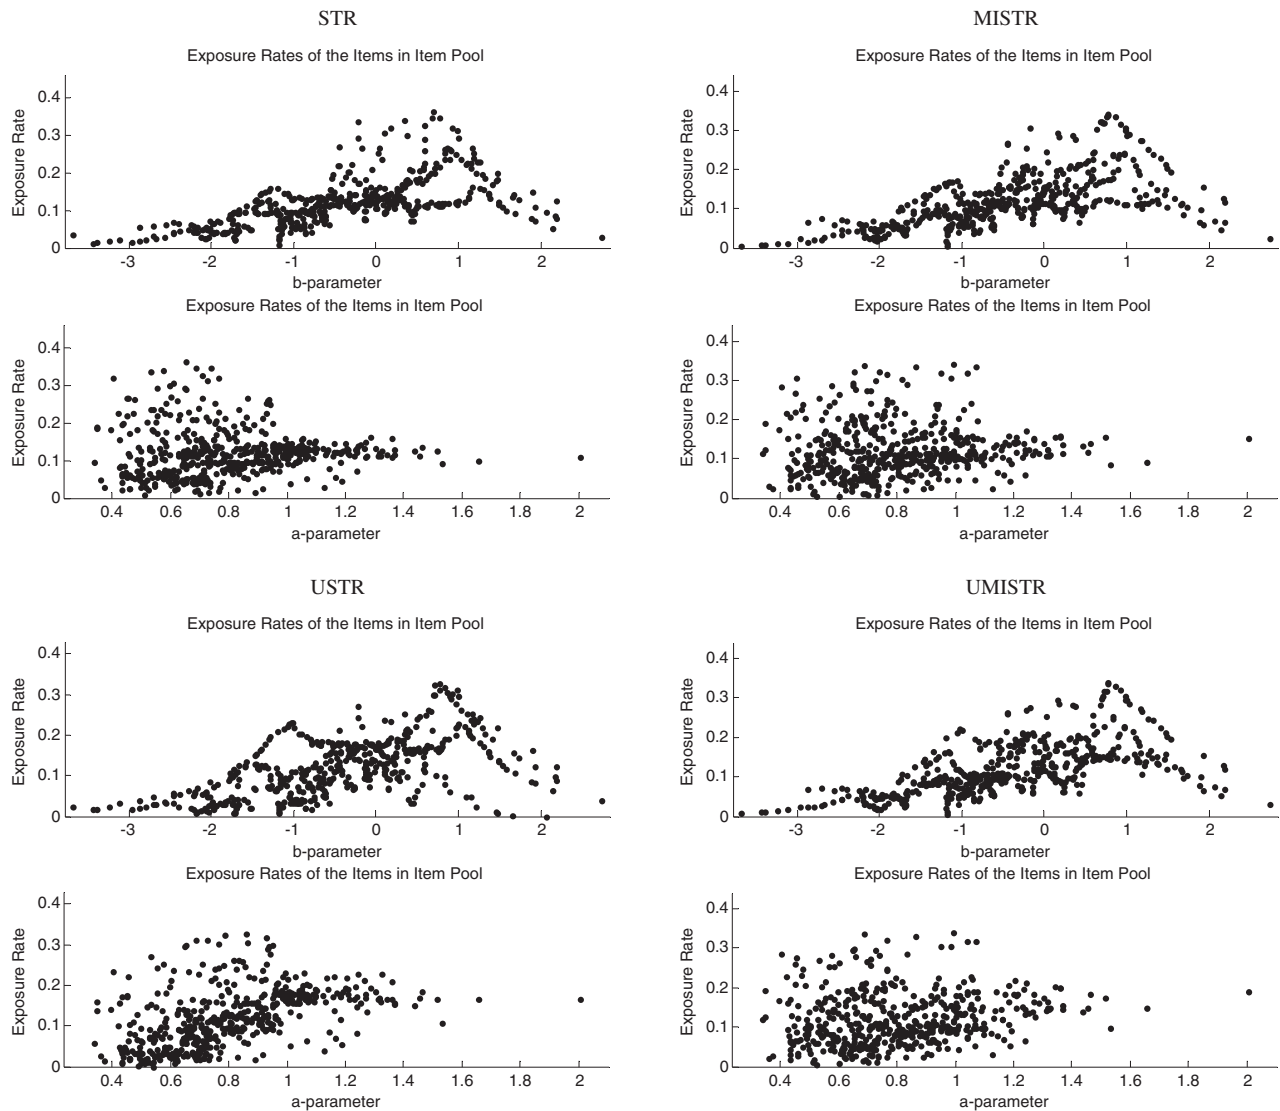 STR
Exposure Rates of the Items in Item Pool
Exposure Rate
0.4
0.3
0.2
0.1
0
-3 -2 -1 0 1 2
b-parameter
Exposure Rates of the Items in Item Pool
Exposure Rate
0.4
0.3
0.2
0.1
0
0.4 0.6 0.8 1 1.2 1.4 1.6 1.8 2
a-parameter
MISTR
Exposure Rates of the Items in Item Pool
Exposure Rate
0.4
0.3
0.2
0.1
0
-3 -2 -1 0 1 2
b-parameter
Exposure Rates of the Items in Item Pool
Exposure Rate
0.4
0.3
0.2
0.1
0
0.4 0.6 0.8 1 1.2 1.4 1.6 1.8 2
a-parameter
USTR
Exposure Rates of the Items in Item Pool
Exposure Rate
0.4
0.3
0.2
0.1
0
-3 -2 -1 0 1 2
b-parameter
Exposure Rates of the Items in Item Pool
Exposure Rate
0.4
0.3
0.2
0.1
0
0.4 0.6 0.8 1 1.2 1.4 1.6 1.8 2
a-parameter
UMISTR
Exposure Rates of the Items in Item Pool
Exposure Rate
0.4
0.3
0.2
0.1
0
-3 -2 -1 0 1 2
b-parameter
Exposure Rates of the Items in Item Pool
Exposure Rate
0.4
0.3
0.2
0.1
0
0.4 0.6 0.8 1 1.2 1.4 1.6 1.8 2
a-parameter